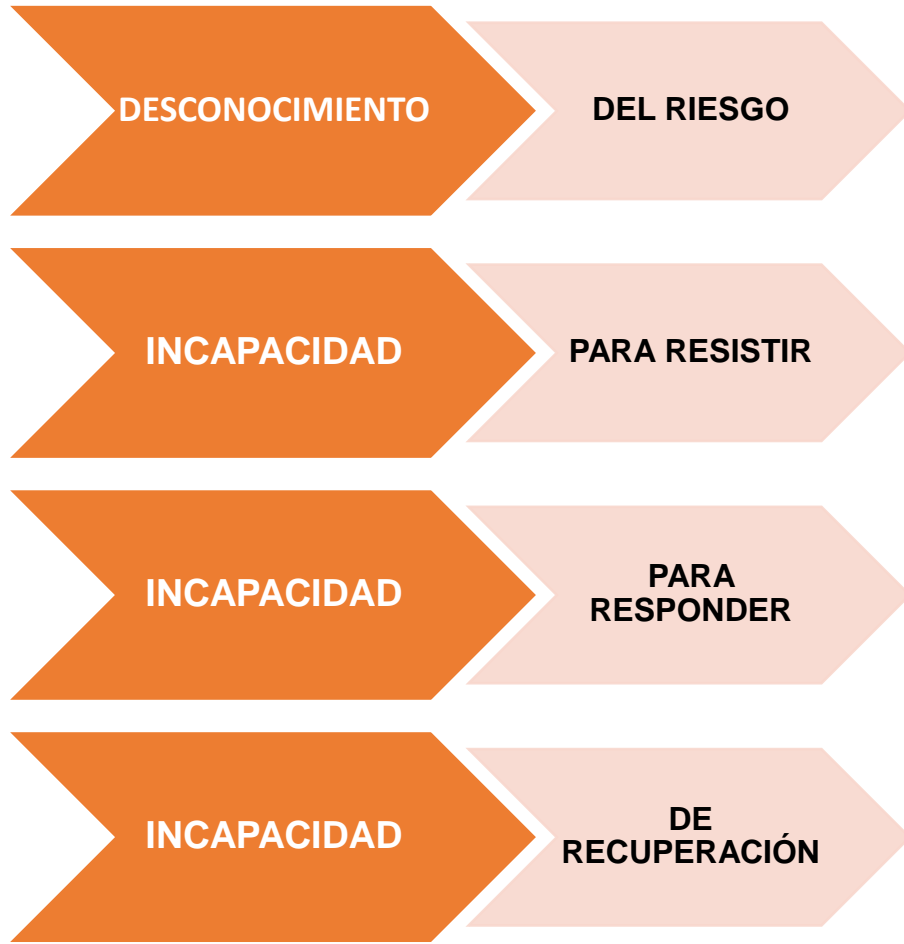 DESCONOCIMIENTO
DEL RIESGO
INCAPACIDAD
PARA RESISTIR
INCAPACIDAD
PARA
RESPONDER
INCAPACIDAD
DE
RECUPERACIÓN